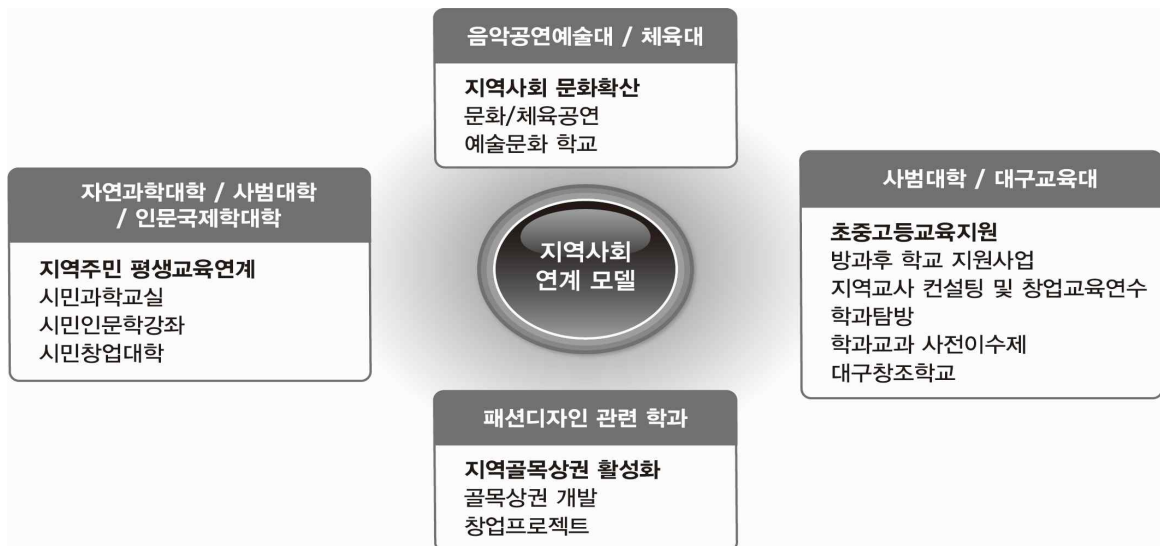 음악공연예술대 / 체육대
지역사회 문화확산
문화/체육공연
예술문화 학교
자연과학대학 / 사범대학
/ 인문국제학대학
지역주민 평생교육연계
시민과학교실
시민인문학강좌
시민창업대학
지역사회
연계 모델
사범대학 / 대구교육대
초중고등교육지원
방과후 학교 지원사업
지역교사 컨설팅 및 창업교육연수
학과탐방
학과교과 사전이수제
대구창조학교
패션디자인 관련 학과
지역골목상권 활성화
골목상권 개발
창업프로젝트